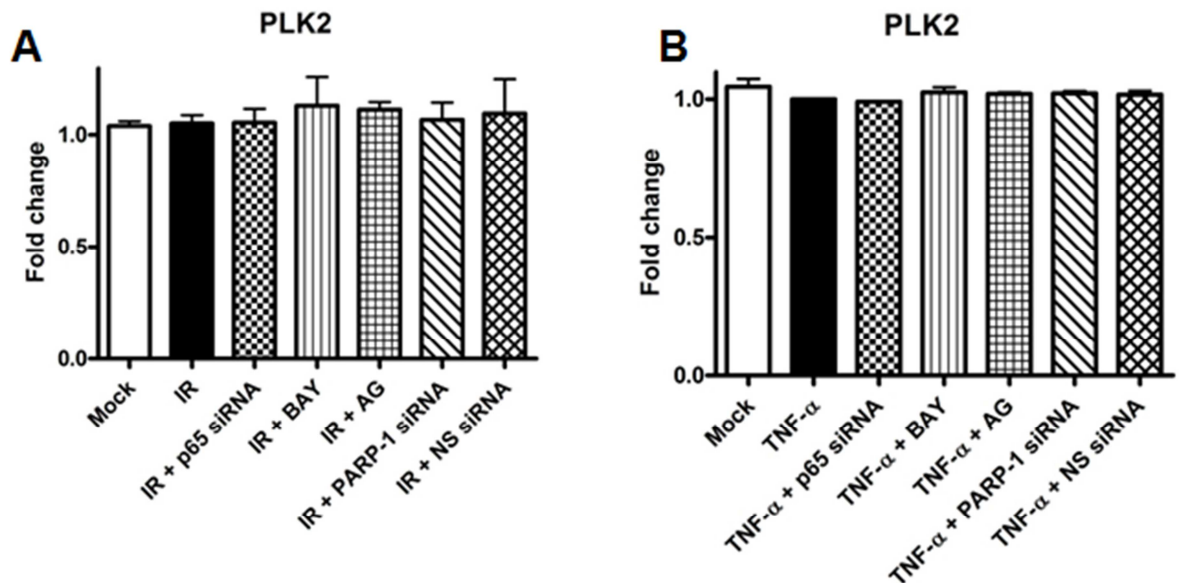 A
PLK2
Fold change
1.0
0.5
0.0
Mock
IR
IR + p65 siRNA
IR + BAY
IR + AG
IR + PARP-1 siRNA
IR + NS siRNA
B
PLK2
Fold change
1.0
0.5
0.0
Mock
TNF-α
TNF-α + p65 siRNA
TNF-α + BAY
TNF-α + AG
TNF-α + PARP-1 siRNA
TNF-α + NS siRNA